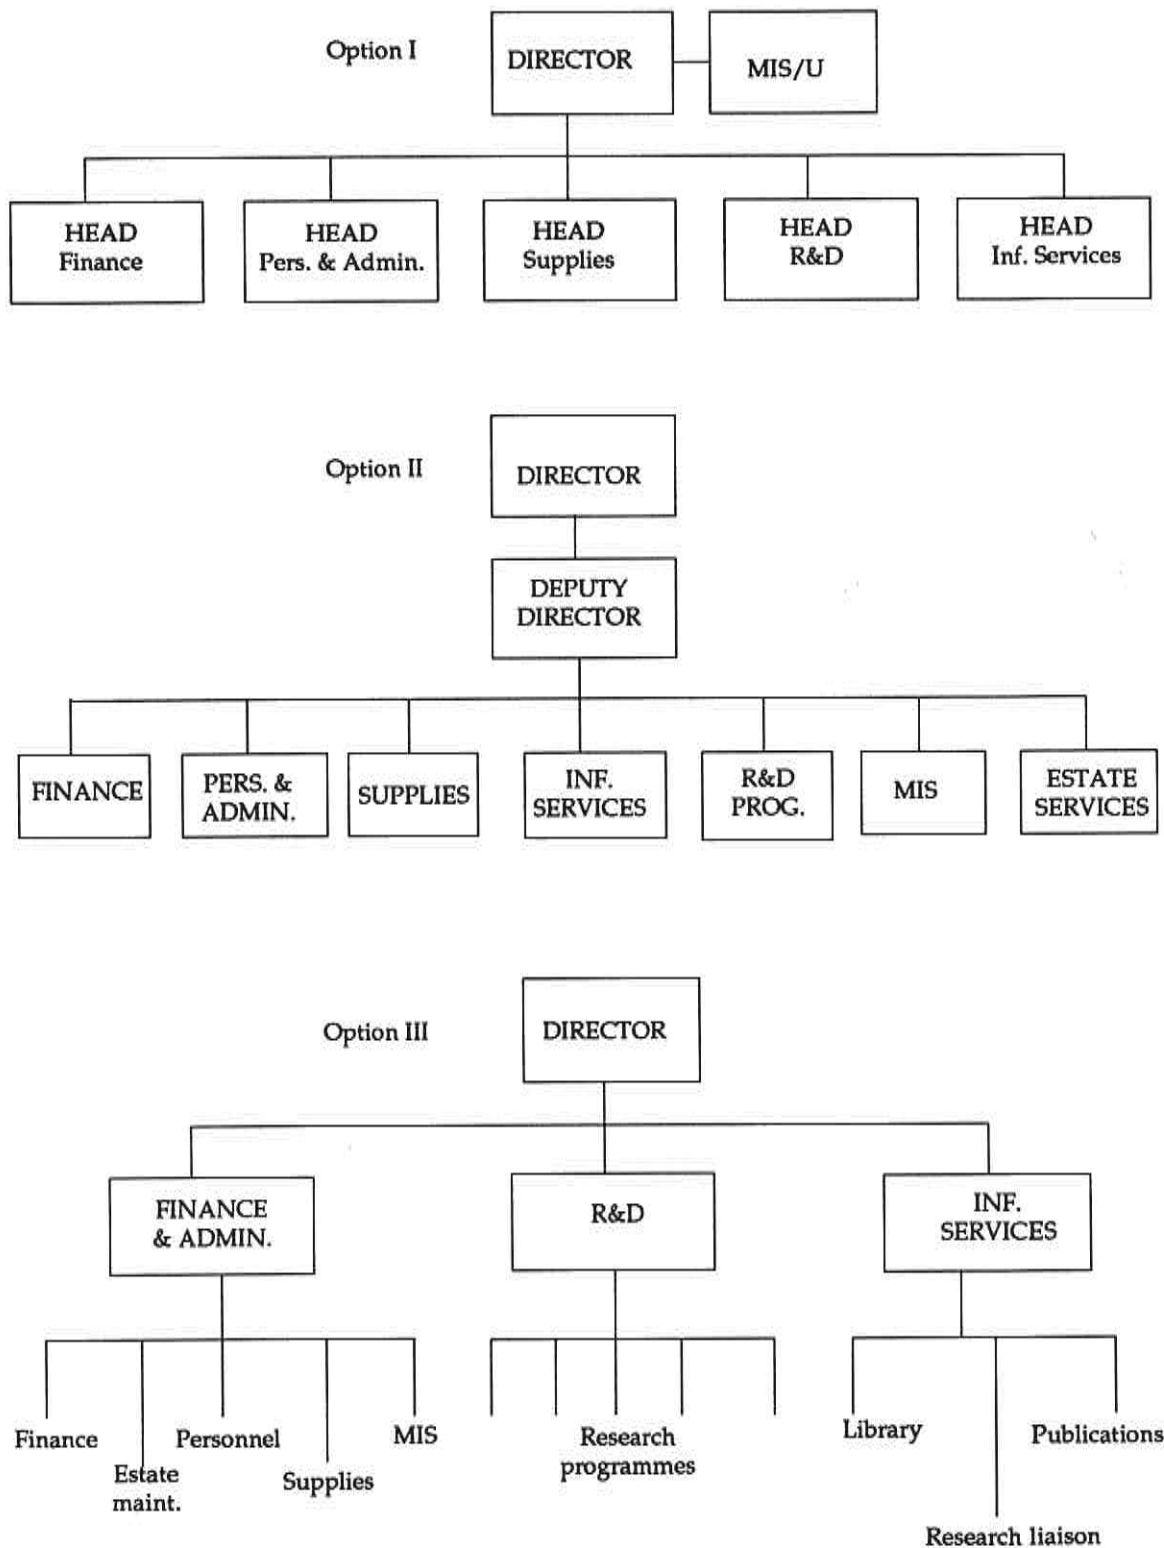 Option I
DIRECTOR
MIS/U
HEAD
Finance
HEAD
Pers. & Admin.
HEAD
Supplies
HEAD
R&D
HEAD
Inf. Services
Option II
DIRECTOR
DEPUTY
DIRECTOR
FINANCE
PERS. &
ADMIN.
SUPPLIES
INF.
SERVICES
R&D
PROG.
MIS
ESTATE
SERVICES
Option III
DIRECTOR
FINANCE
& ADMIN.
R&D
INF.
SERVICES
Finance
Estate
maint.
Personnel
Supplies
MIS
Research
programmes
Library
Research liaison
Publications